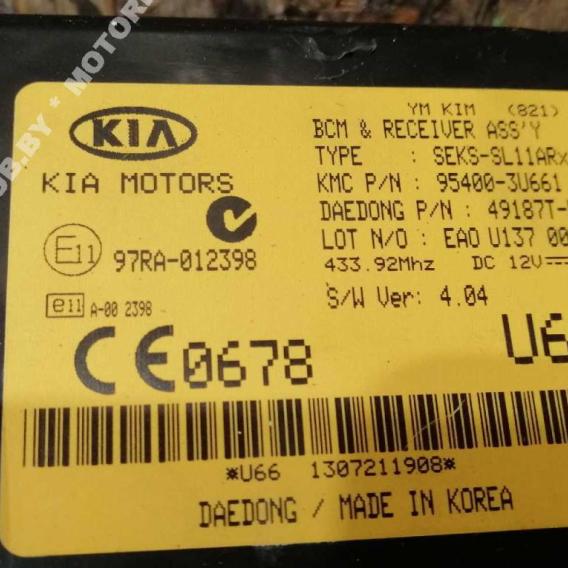 YM KIM (821)
KIA
BCM & RECEIVER ASS'Y
TYPE : SEKS-SL11ARx
KIA MOTORS
KMC P/N : 95400-3U661
DAEDONG P/N : 49187T-
LOT N/O : EAO U137 00
E11 97RA-012398
433.92Mhz DC 12V
e11 A-00 2398
S/W Ver: 4.04
CE0678
U6
*U66 1307211908*
DAEDONG / MADE IN KOREA